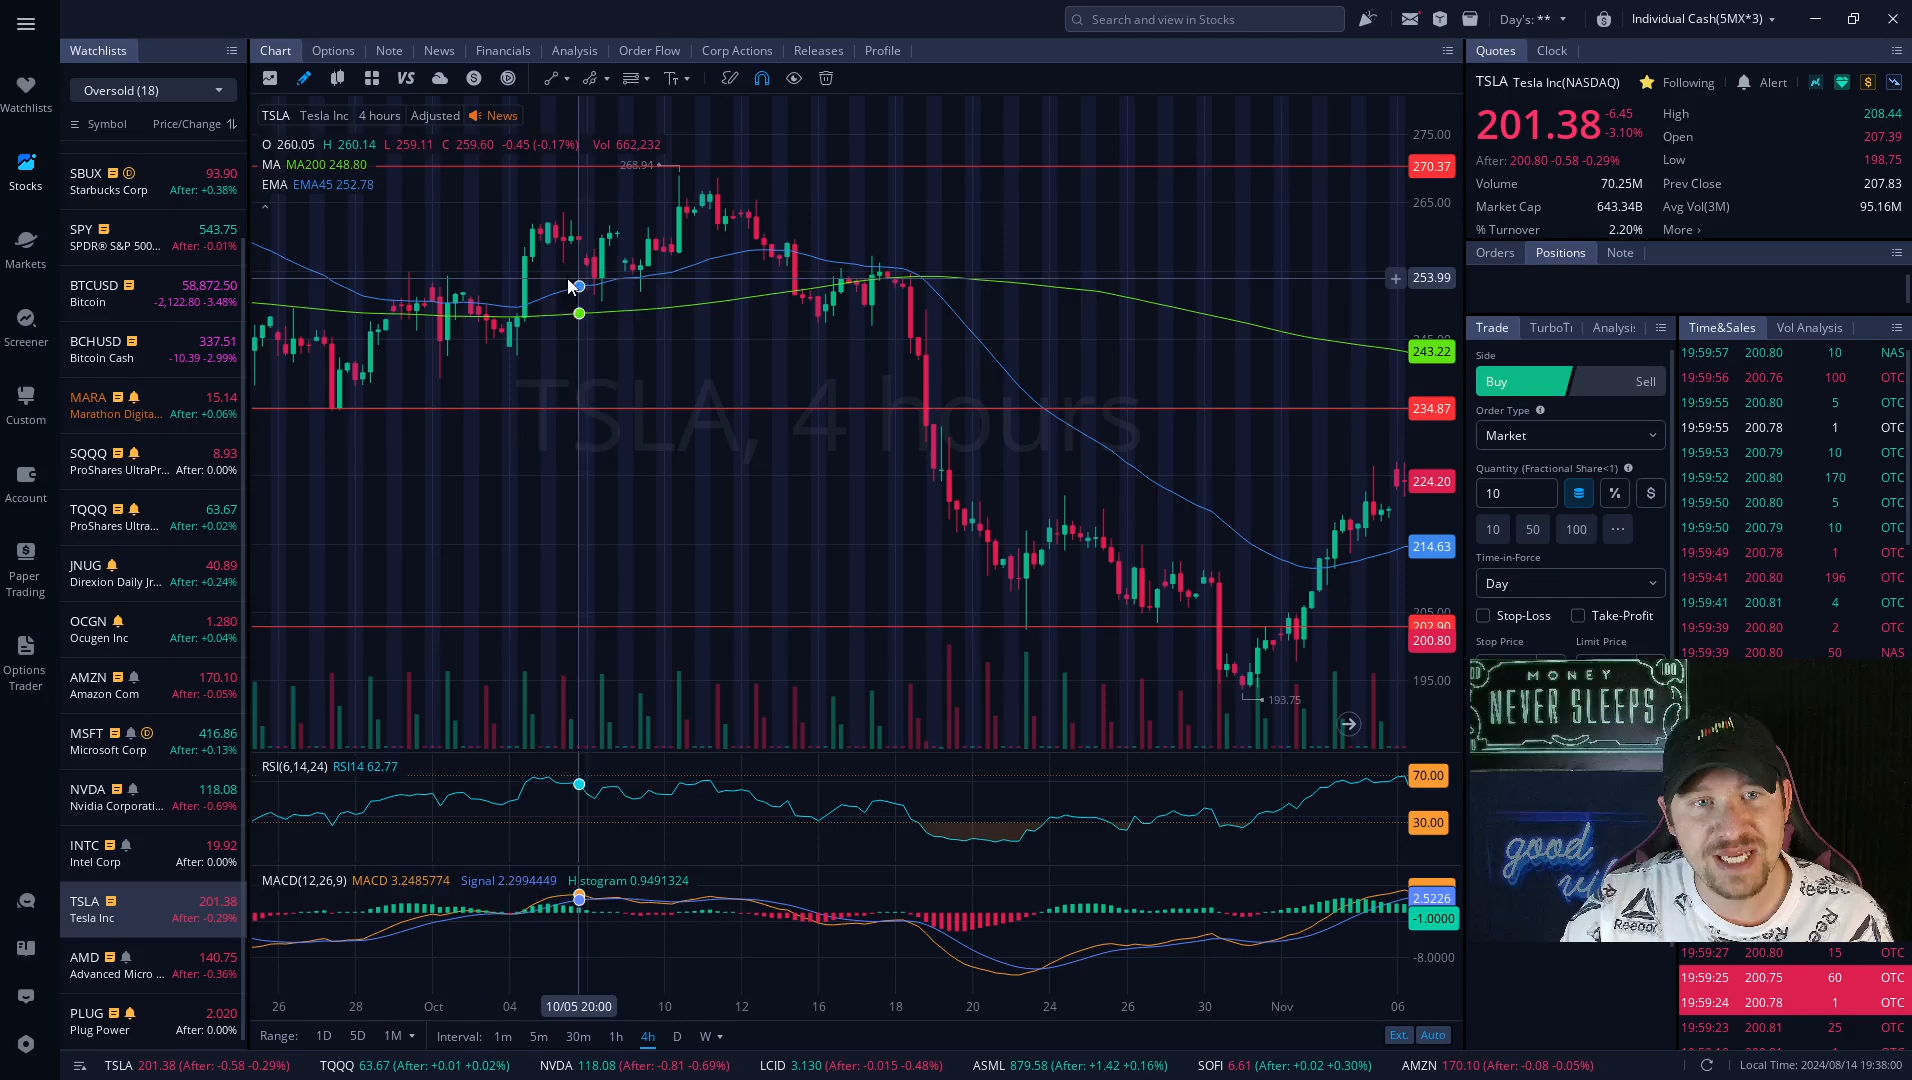 Search and view in Stocks
Day's: **
Individual Cash(5MX*3)
Watchlists
Stocks
Markets
Screener
Custom
Account
Paper
Trading
Options
Trader
Watchlists
Oversold (18)
Symbol Price/Change
SBUX 93.90
Starbucks Corp After: +0.38%
SPY 543.75
SPDR® S&P 500... After: -0.01%
BTCUSD 58,872.50
Bitcoin -2,122.80 -3.48%
BCHUSD 337.51
Bitcoin Cash -10.39 -2.99%
MARA 15.14
Marathon Digita... After: +0.06%
SQQQ 8.93
ProShares UltraPr... After: 0.00%
TQQQ 63.67
ProShares Ultra... After: +0.02%
JNUG 40.89
Direxion Daily Jr... After: +0.24%
OCGN 1.280
Ocugen Inc After: +0.04%
AMZN 170.10
Amazon Com After: -0.05%
MSFT 416.86
Microsoft Corp After: +0.13%
NVDA 118.08
Nvidia Corporati... After: -0.69%
INTC 19.92
Intel Corp After: 0.00%
TSLA 201.38
Tesla Inc After: -0.29%
AMD 140.75
Advanced Micro ... After: -0.36%
PLUG 2.020
Plug Power After: 0.00%
Chart Options Note News Financials Analysis Order Flow Corp Actions Releases Profile
VS
TSLA Tesla Inc 4 hours Adjusted News
O 260.05 H 260.14 L 259.11 C 259.60 -0.45 (-0.17%) Vol 662,232
MA MA200 248.80
EMA EMA45 252.78
268.94
TSLA, 4 hours
193.75
275.00
270.37
265.00
253.99
243.22
234.87
224.20
214.63
205.00
202.90
200.80
195.00
RSI(6,14,24) RSI14 62.77
70.00
30.00
MACD(12,26,9) MACD 3.2485774 Signal 2.2994449 Histogram 0.9491324
2.5226
-1.0000
-8.0000
26 28 Oct 04 10/05 20:00 10 12 16 18 20 24 26 30 Nov 06
Range: 1D 5D 1M Interval: 1m 5m 30m 1h 4h D W
Ext. Auto
Quotes Clock
TSLA Tesla Inc(NASDAQ) Following Alert
201.38 -6.45
-3.10%
After: 200.80 -0.58 -0.29%
High 208.44
Open 207.39
Low 198.75
Volume 70.25M Prev Close 207.83
Market Cap 643.34B Avg Vol(3M) 95.16M
% Turnover 2.20% More ›
Orders Positions Note
Trade TurboT Analysis
Side
Buy Sell
Order Type
Market
Quantity (Fractional Share<1)
10 % $
10 50 100 ...
Time-in-Force
Day
Stop-Loss Take-Profit
Stop Price Limit Price
Time&Sales Vol Analysis
19:59:57 200.80 10 NAS
19:59:56 200.76 100 OTC
19:59:55 200.80 5 OTC
19:59:55 200.78 1 OTC
19:59:53 200.79 10 OTC
19:59:52 200.80 170 OTC
19:59:50 200.80 5 OTC
19:59:50 200.79 10 OTC
19:59:49 200.78 1 OTC
19:59:41 200.80 196 OTC
19:59:41 200.81 4 OTC
19:59:39 200.80 2 OTC
19:59:39 200.80 50 NAS
MONEY
NEVER SLEEPS
100
good
vi
Reebok
Reebok
19:59:27 200.80 15 OTC
19:59:25 200.75 60 OTC
19:59:24 200.78 1 OTC
19:59:23 200.81 25 OTC
TSLA 201.38 (After: -0.58 -0.29%) TQQQ 63.67 (After: +0.01 +0.02%) NVDA 118.08 (After: -0.81 -0.69%) LCID 3.130 (After: -0.015 -0.48%) ASML 879.58 (After: +1.42 +0.16%) SOFI 6.61 (After: +0.02 +0.30%) AMZN 170.10 (After: -0.08 -0.05%)
Local Time: 2024/08/14 19:38:00